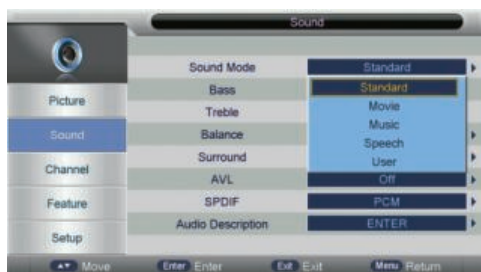 Sound
Picture
Sound
Channel
Feature
Setup
Sound Mode Standard
Bass Standard
Treble Movie
Balance Music
Surround Speech
User
AVL Off
SPDIF PCM
Audio Description ENTER
Move Enter Enter Exit Exit Menu Return